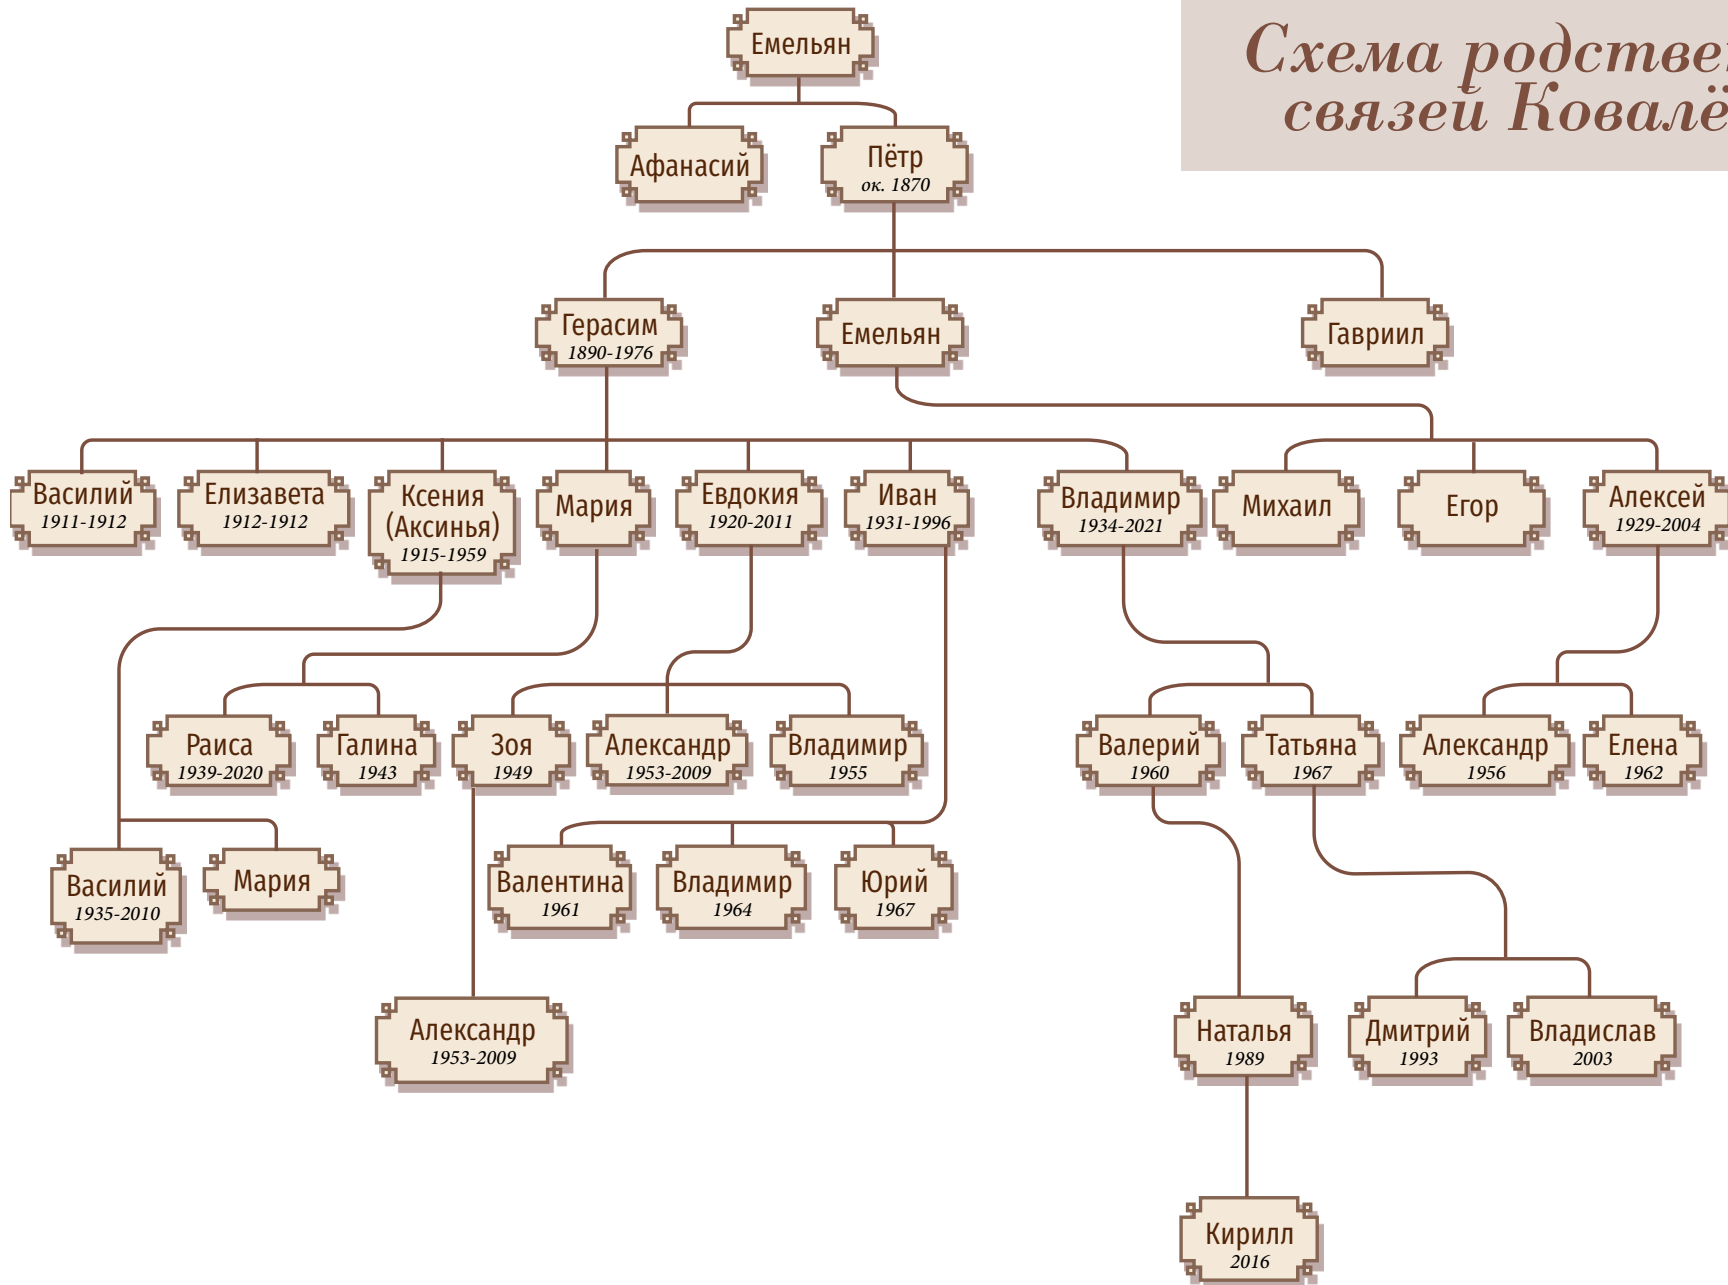 Схема родстве
связей Ковалё
Емельян
Афанасий
Пётр
ок. 1870
Герасим
1890-1976
Емельян
Гавриил
Василий
1911-1912
Елизавета
1912-1912
Ксения
(Аксинья)
1915-1959
Мария
Евдокия
1920-2011
Иван
1931-1996
Владимир
1934-2021
Михаил
Егор
Алексей
1929-2004
Раиса
1939-2020
Галина
1943
Зоя
1949
Александр
1953-2009
Владимир
1955
Валерий
1960
Татьяна
1967
Александр
1956
Елена
1962
Василий
1935-2010
Мария
Валентина
1961
Владимир
1964
Юрий
1967
Александр
1953-2009
Наталья
1989
Дмитрий
1993
Владислав
2003
Кирилл
2016